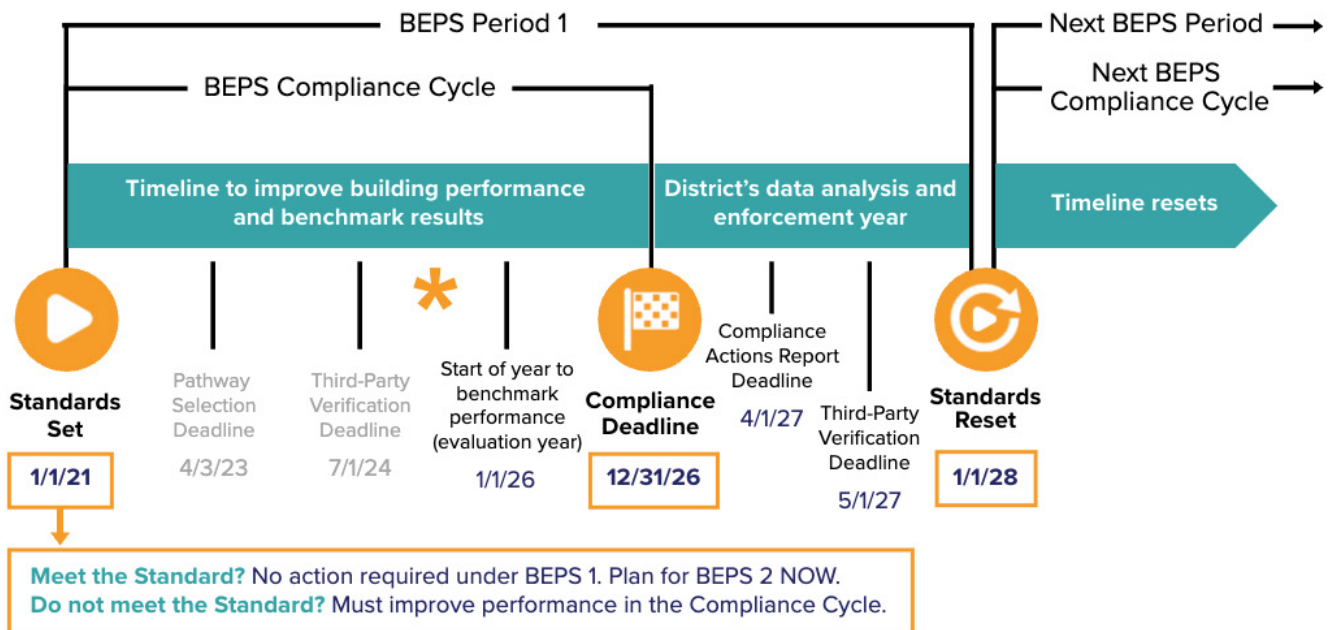 BEPS Period 1
Next BEPS Period
BEPS Compliance Cycle
Next BEPS
Compliance Cycle
Timeline to improve building performance
and benchmark results
District's data analysis and
enforcement year
Timeline resets
*
Standards
Set
1/1/21
Pathway
Selection
Deadline
4/3/23
Third-Party
Verification
Deadline
7/1/24
Start of year to
benchmark
performance
(evaluation year)
1/1/26
Compliance
Deadline
12/31/26
Compliance
Actions Report
Deadline
4/1/27
Third-Party
Verification
Deadline
5/1/27
Standards
Reset
1/1/28
Meet the Standard? No action required under BEPS 1. Plan for BEPS 2 NOW.
Do not meet the Standard? Must improve performance in the Compliance Cycle.